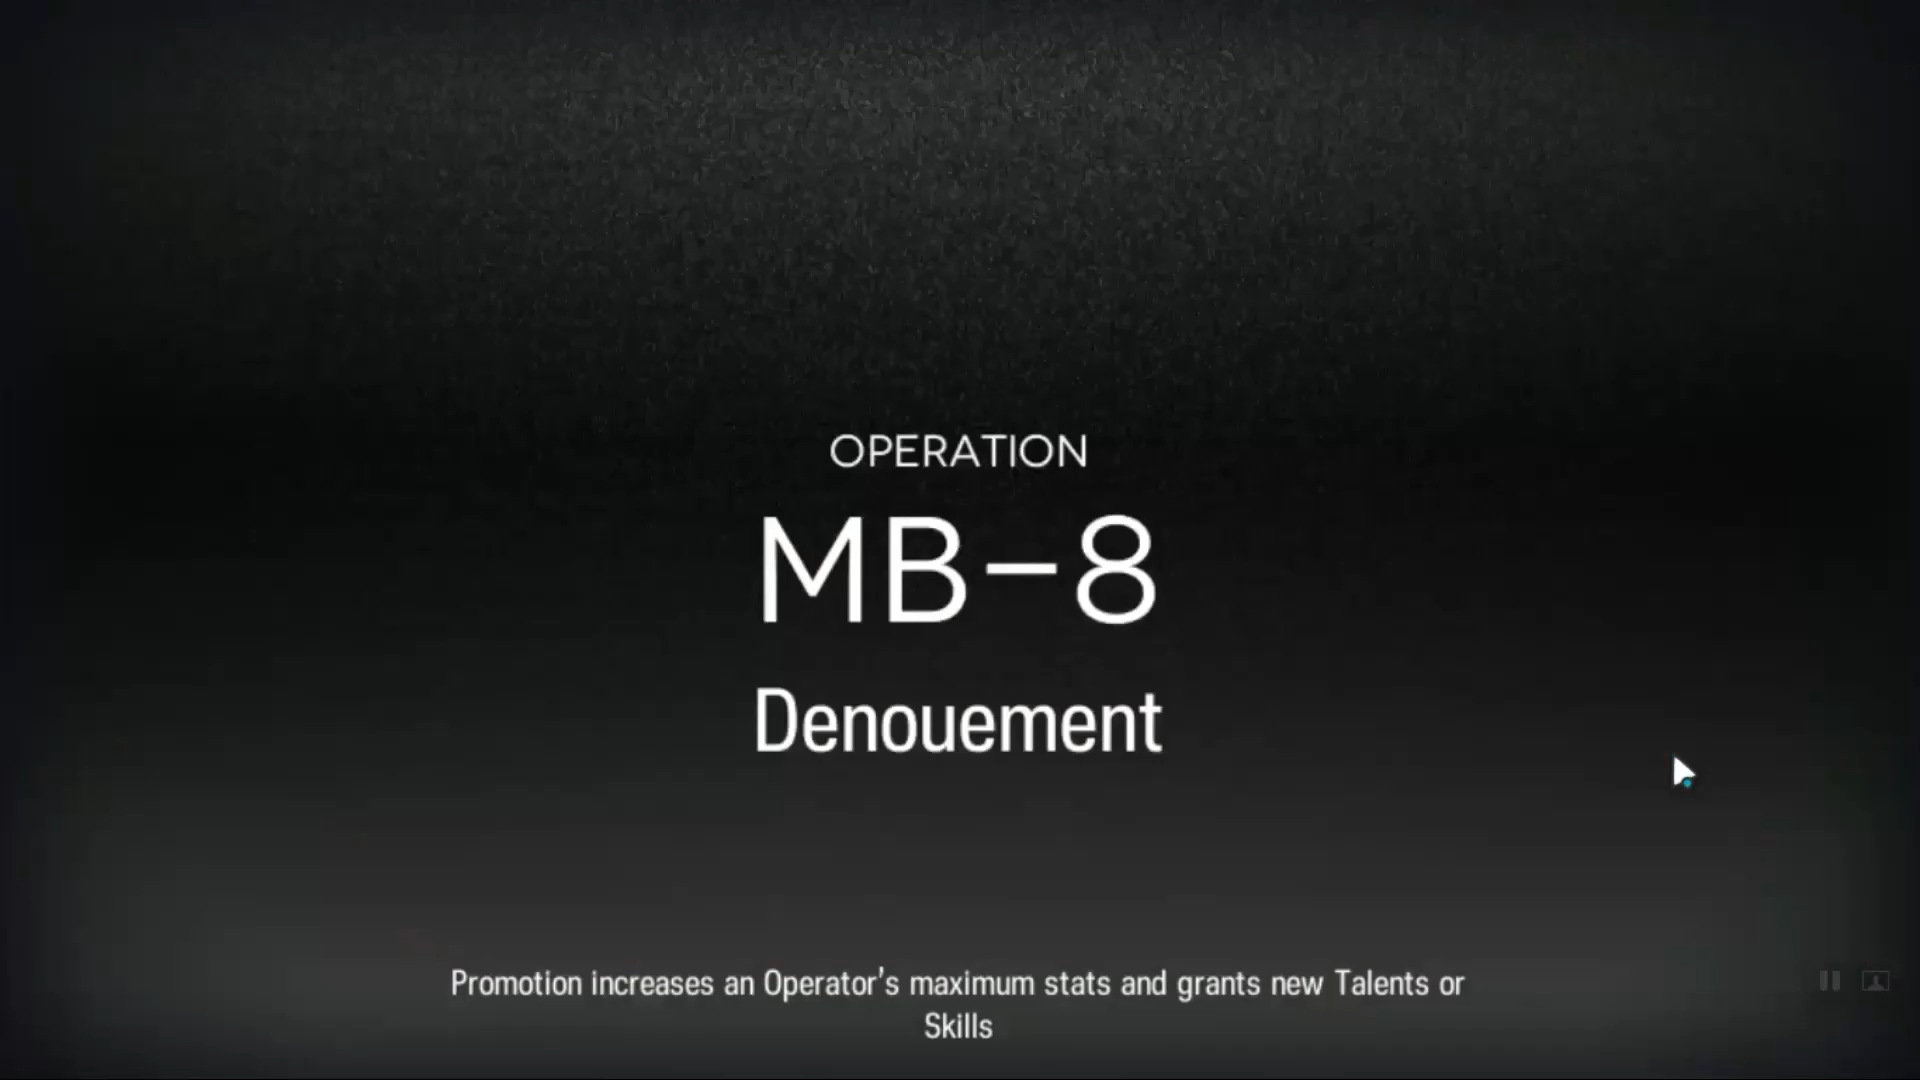 OPERATION
MB-8
Denouement
Promotion increases an Operator's maximum stats and grants new Talents or
Skills